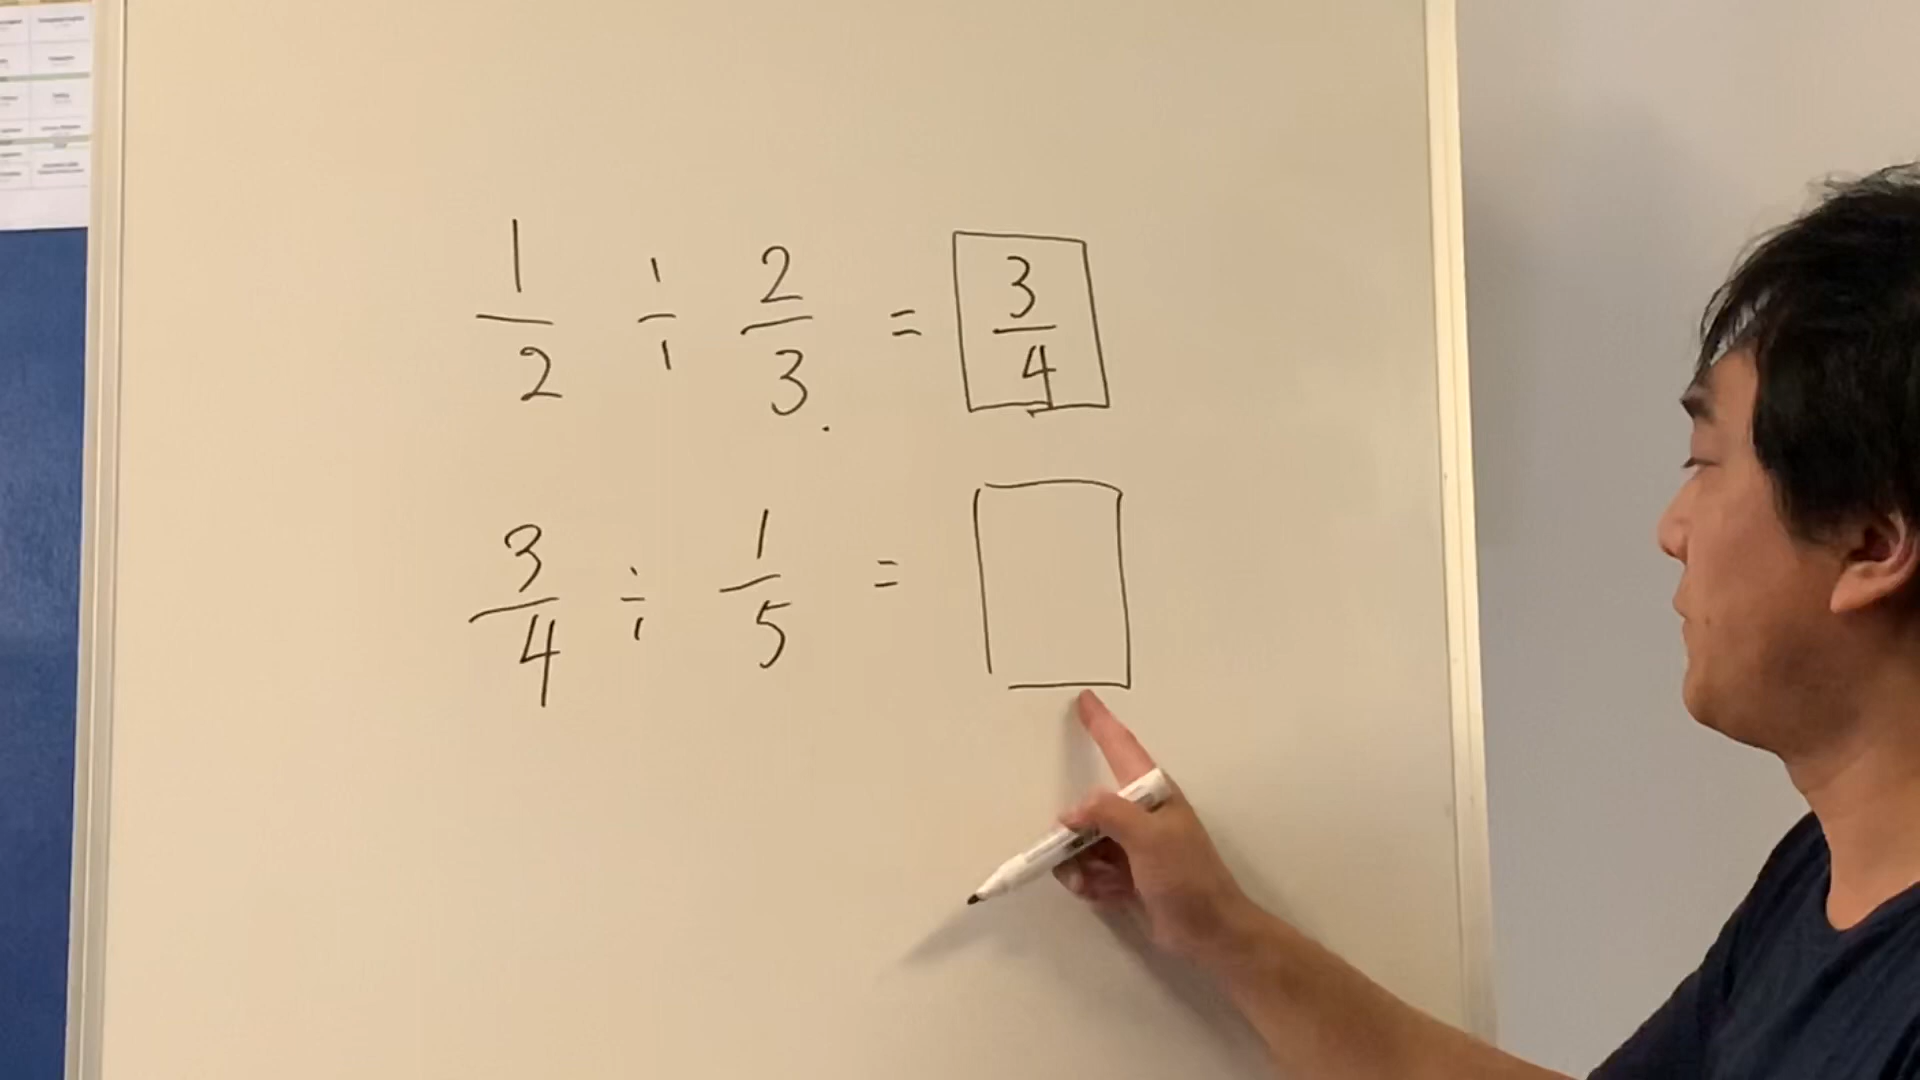 1/2 ÷ 2/3 = 3/4
3/4 ÷ 1/5 =